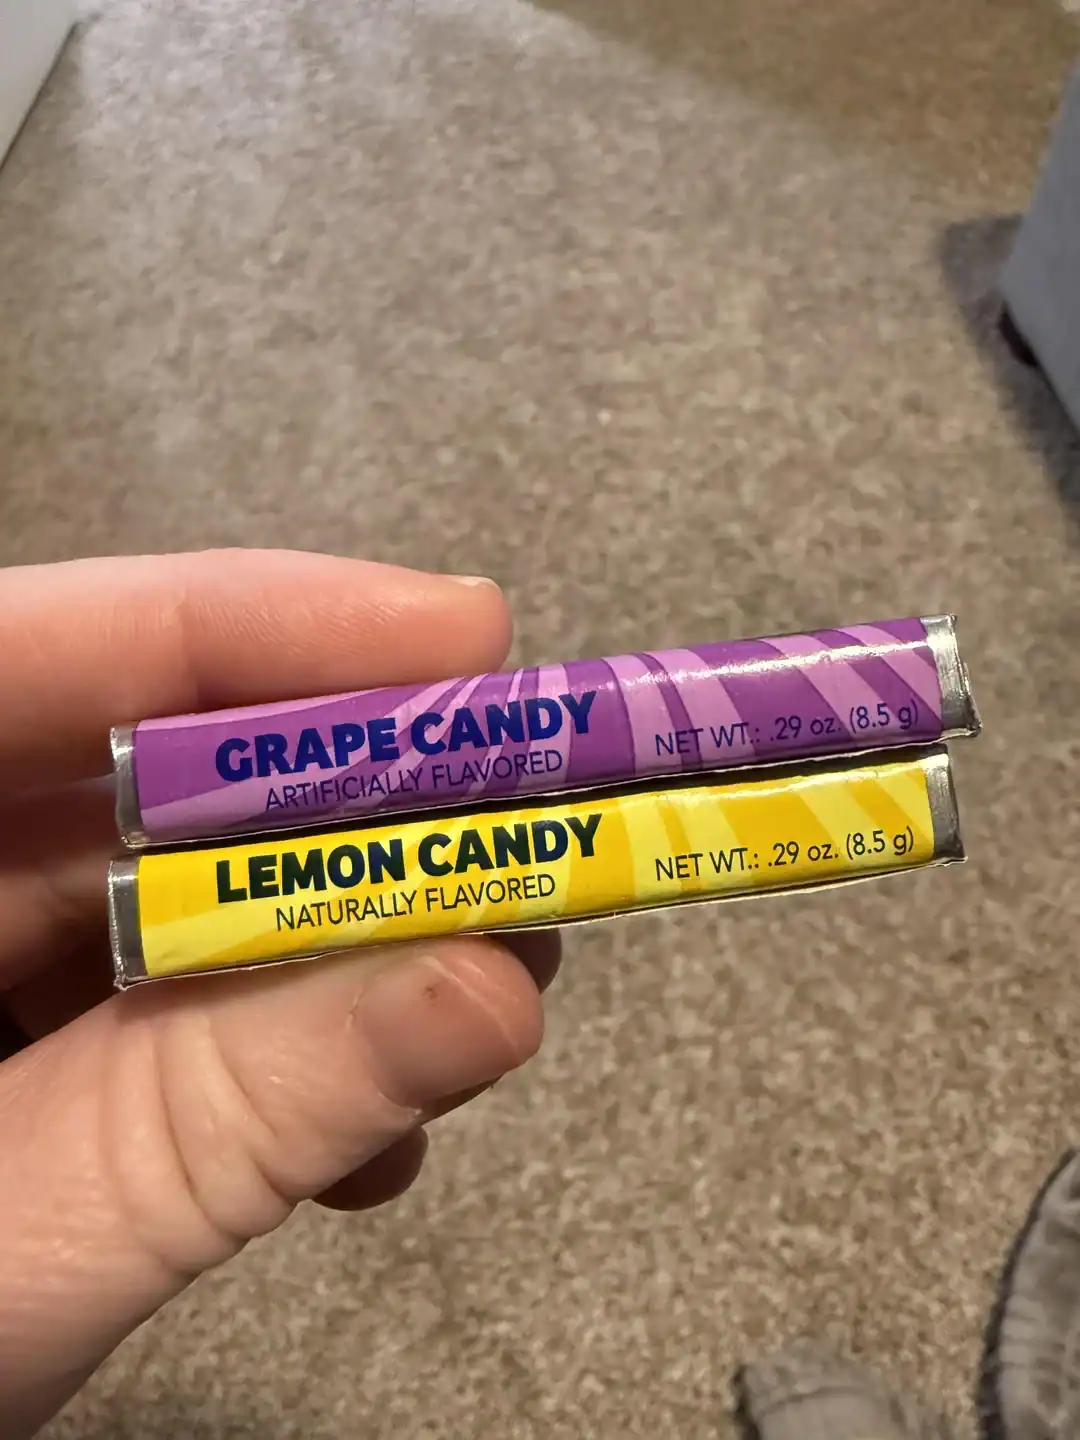 GRAPE CANDY
ARTIFICIALLY FLAVORED
NET WT.: .29 oz. (8.5 g)
LEMON CANDY
NATURALLY FLAVORED
NET WT.: .29 oz. (8.5 g)